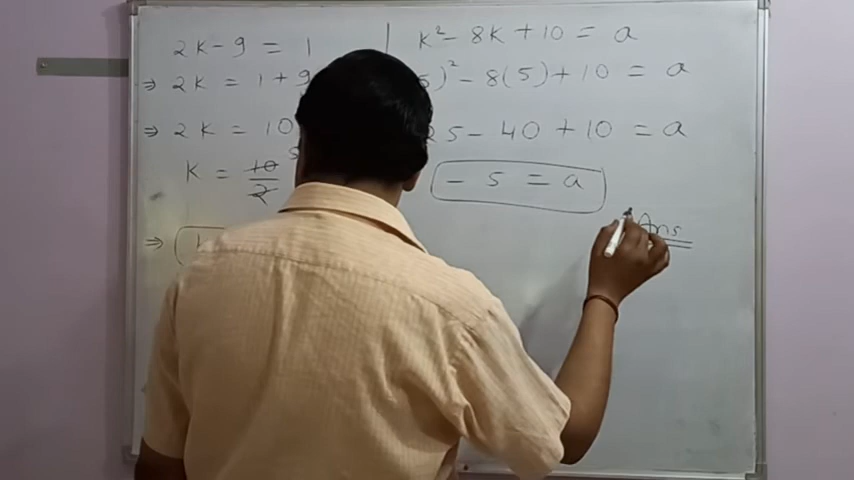 2k - 9 = 1
⇒ 2k = 1 + 9
⇒ 2k = 10
k = 10/2 5
⇒
k² - 8k + 10 = a
5)² - 8(5) + 10 = a
25 - 40 + 10 = a
- 5 = a
Ans